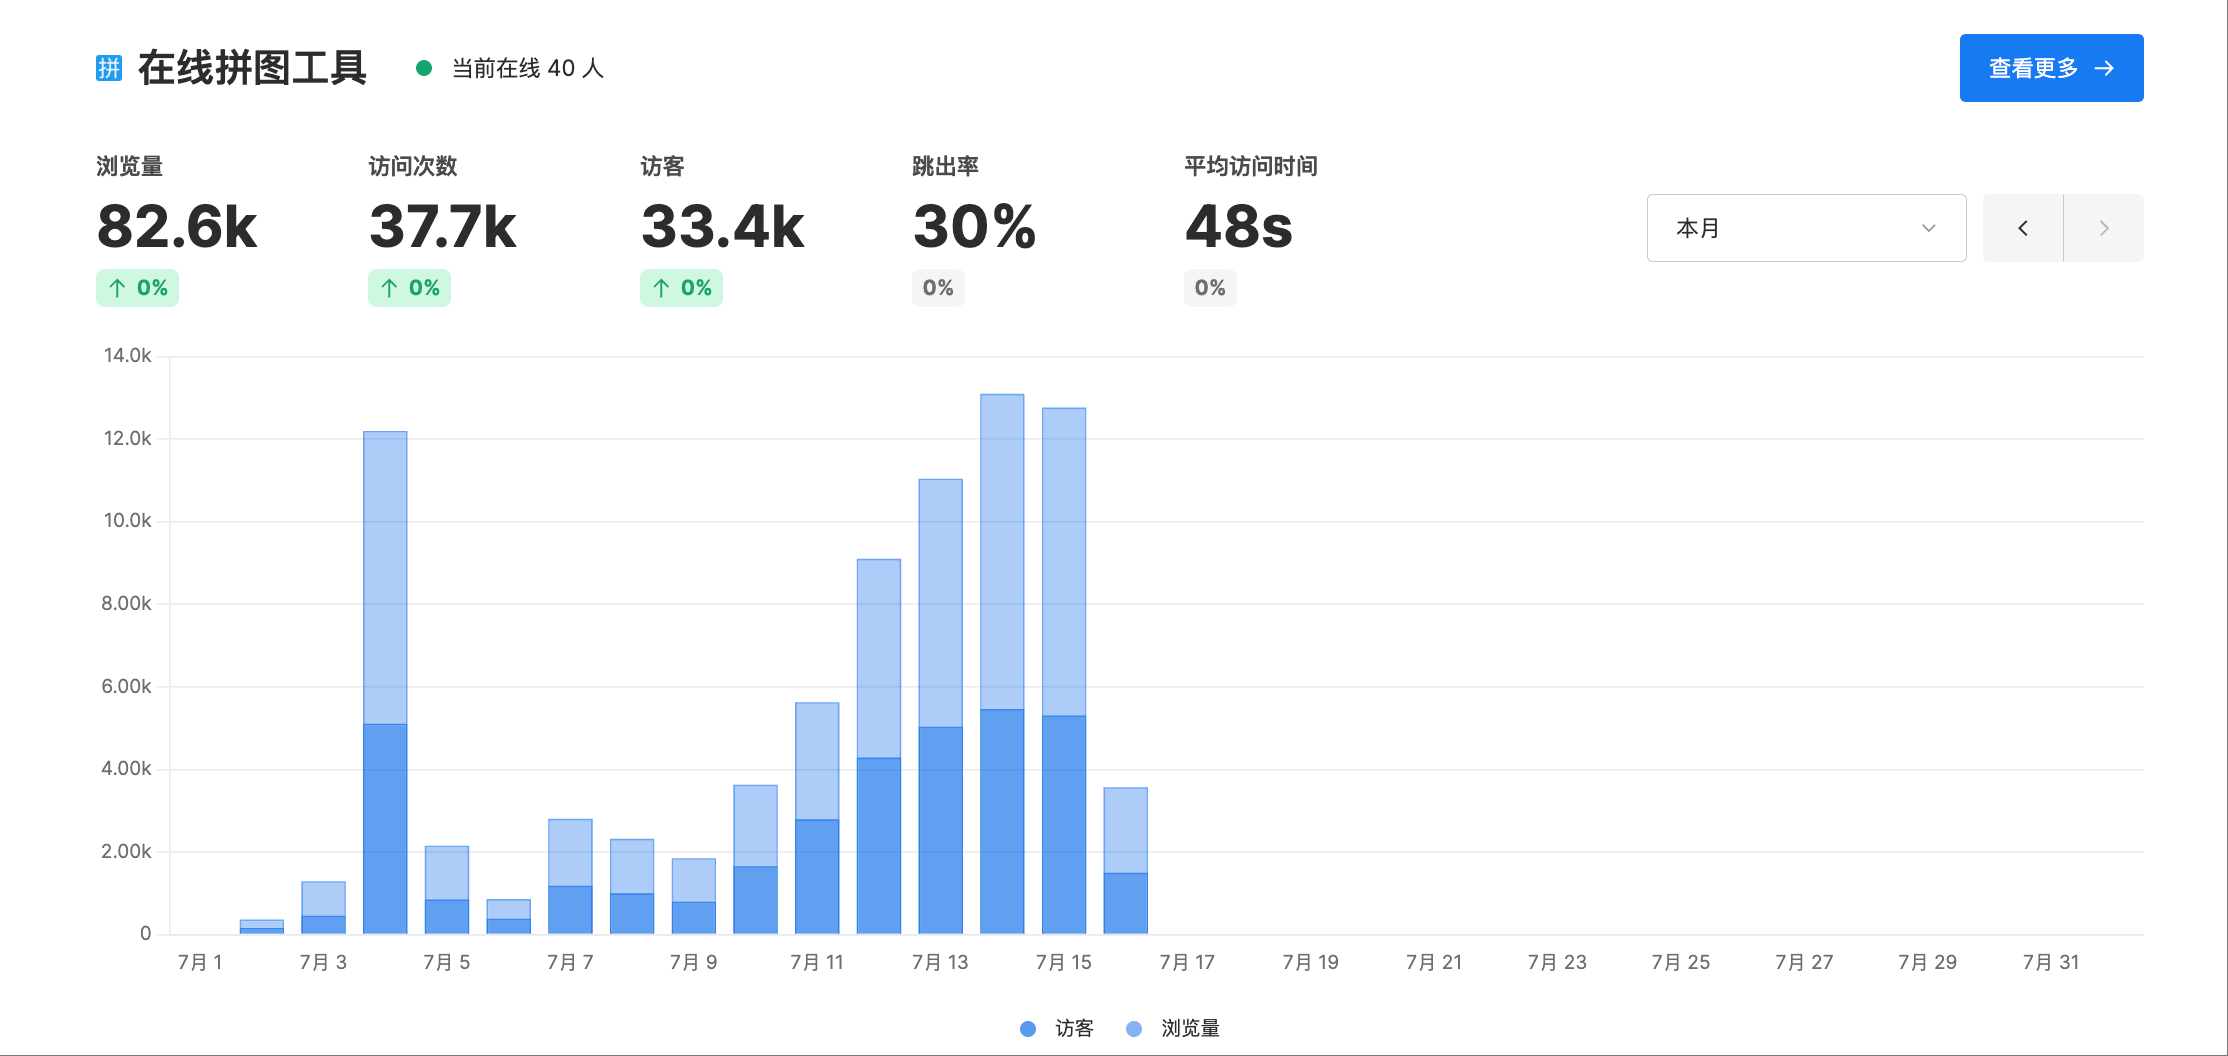 拼 在线拼图工具 当前在线 40 人 查看更多 →
浏览量 访问次数 访客 跳出率 平均访问时间
82.6k 37.7k 33.4k 30% 48s
本月
↑ 0% ↑ 0% ↑ 0% 0% 0%
14.0k
12.0k
10.0k
8.00k
6.00k
4.00k
2.00k
0
7月 1 7月 3 7月 5 7月 7 7月 9 7月 11 7月 13 7月 15 7月 17 7月 19 7月 21 7月 23 7月 25 7月 27 7月 29 7月 31
访客 浏览量